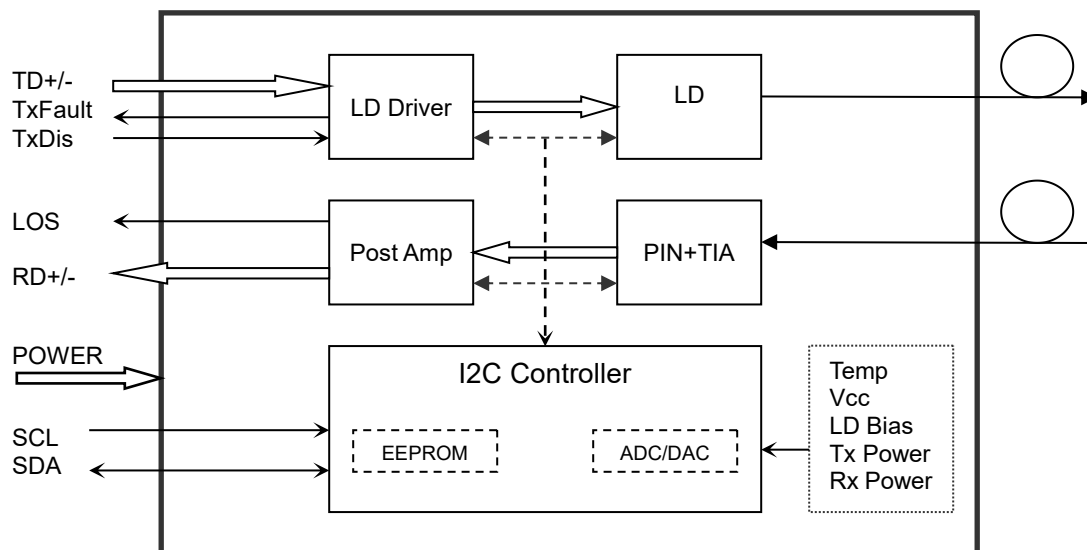 TD+/-
TxFault
TxDis
LD Driver
LD
LOS
RD+/-
Post Amp
PIN+TIA
POWER
SCL
SDA
I2C Controller
EEPROM
ADC/DAC
Temp
Vcc
LD Bias
Tx Power
Rx Power